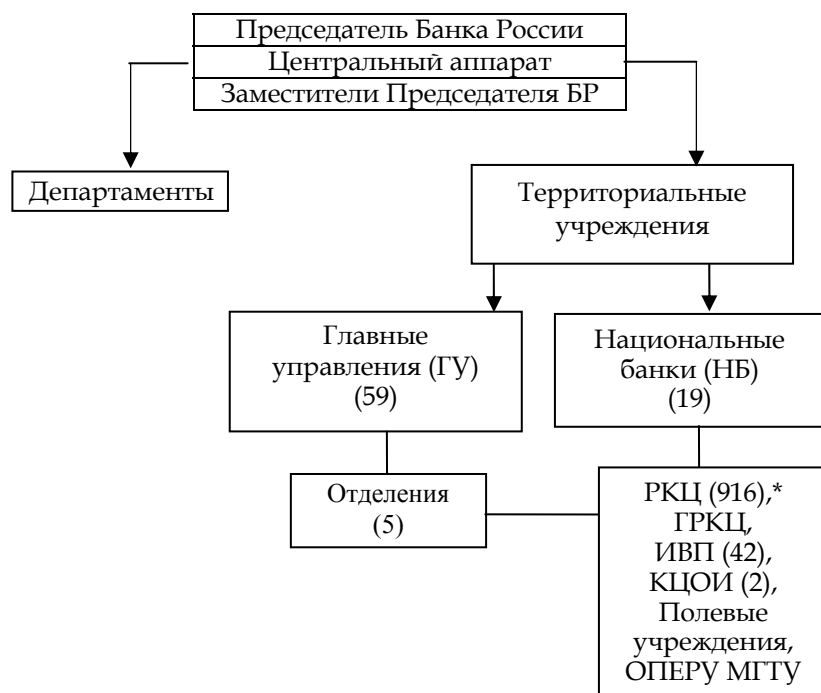 Председатель Банка России
Центральный аппарат
Заместители Председателя БР
Департаменты
Территориальные
учреждения
Главные
управления (ГУ)
(59)
Национальные
банки (НБ)
(19)
Отделения
(5)
РКЦ (916),*
ГРКЦ,
ИВП (42),
КЦОИ (2),
Полевые
учреждения,
ОПЕРУ МГТУ